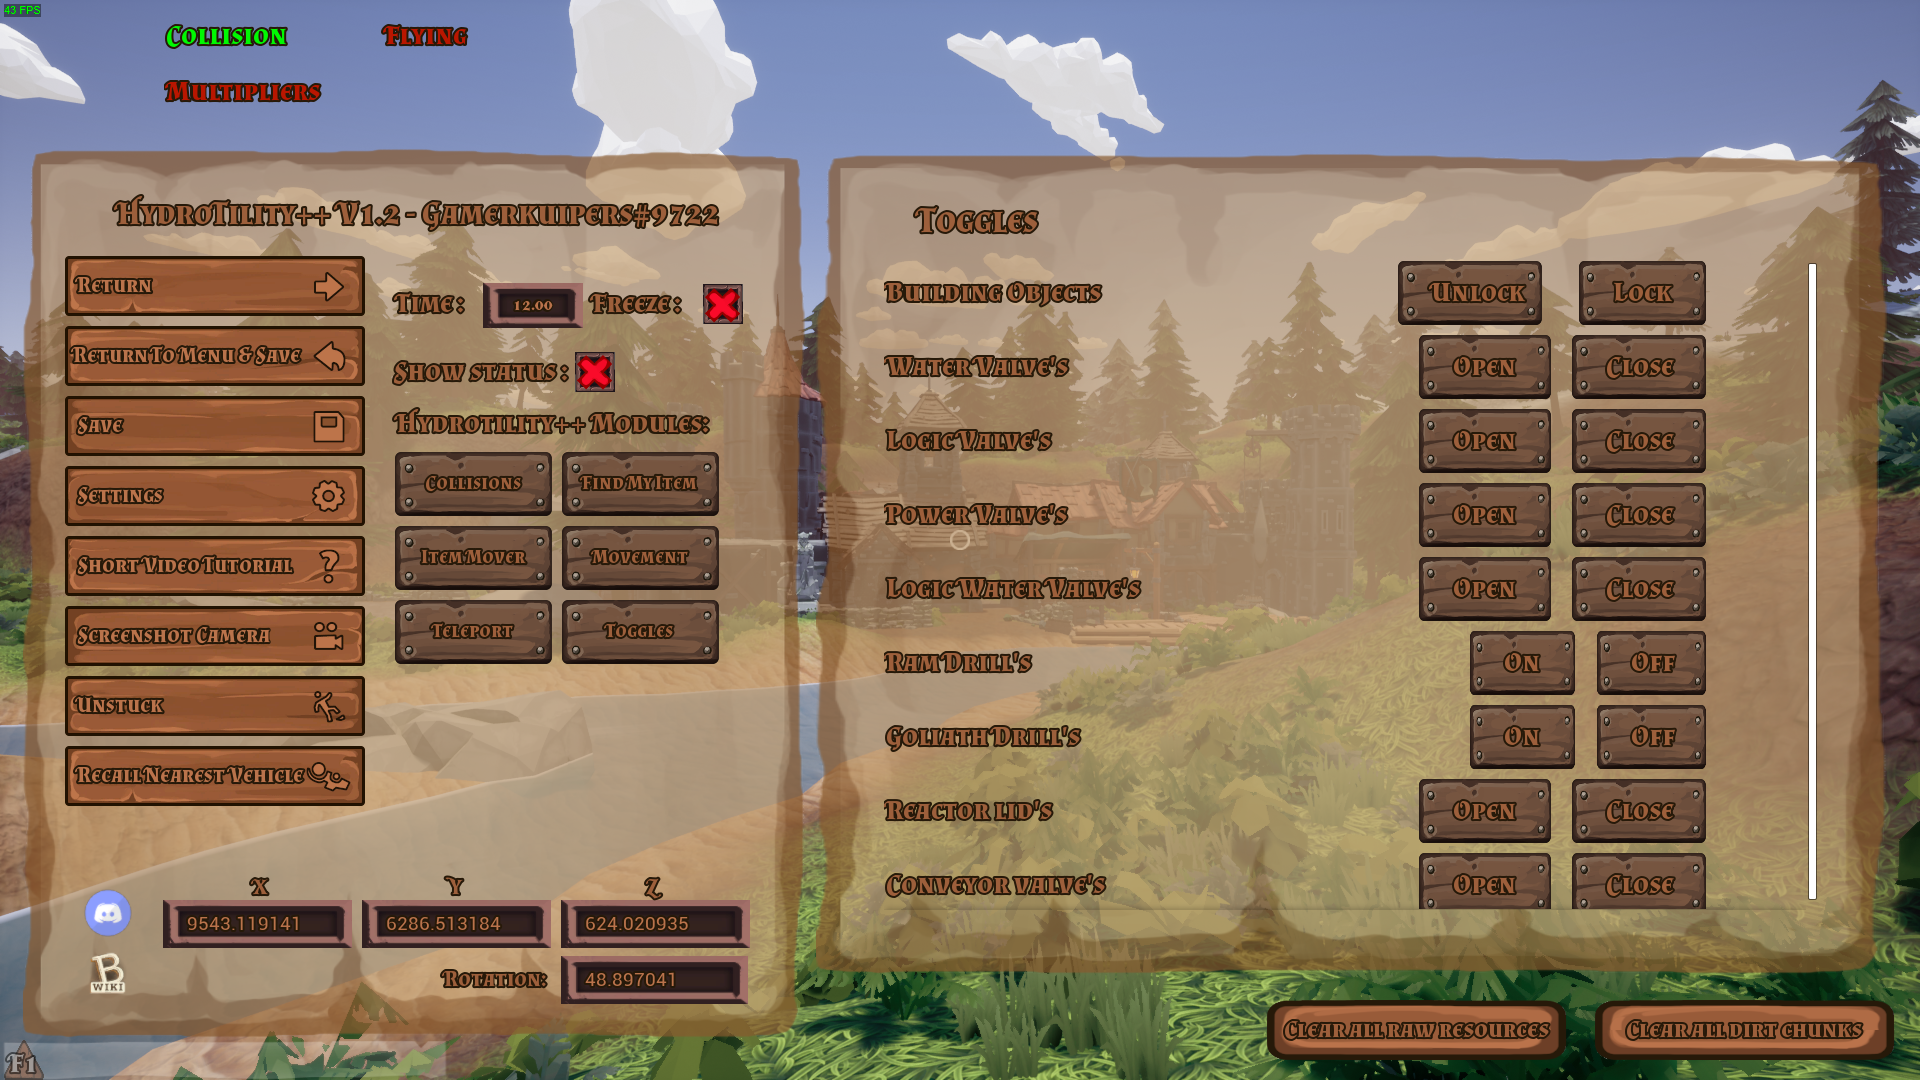 43 FPS
Collision
Flying
Multipliers
HydroTility++ V1.2 - Gamerkuipers#9722
Return
Return To Menu & Save
Save
Settings
Short Video Tutorial
Screenshot Camera
Unstuck
Recall Nearest Vehicle
Time :
12.00
Freeze :
Show status :
Hydrotility++ Modules:
Collisions
Find My Item
Item Mover
Movement
Teleport
Toggles
X
Y
Z
9543.119141
6286.513184
624.020935
Rotation:
48.897041
B
WIKI
F1
Toggles
Building Objects
Unlock
Lock
Water Valve's
Open
Close
Logic Valve's
Open
Close
Power Valve's
Open
Close
Logic Water Valve's
Open
Close
Ram Drill's
On
Off
Goliath Drill's
On
Off
Reactor lid's
Open
Close
Conveyor valve's
Open
Close
Clear all raw resources
Clear all dirt chunks